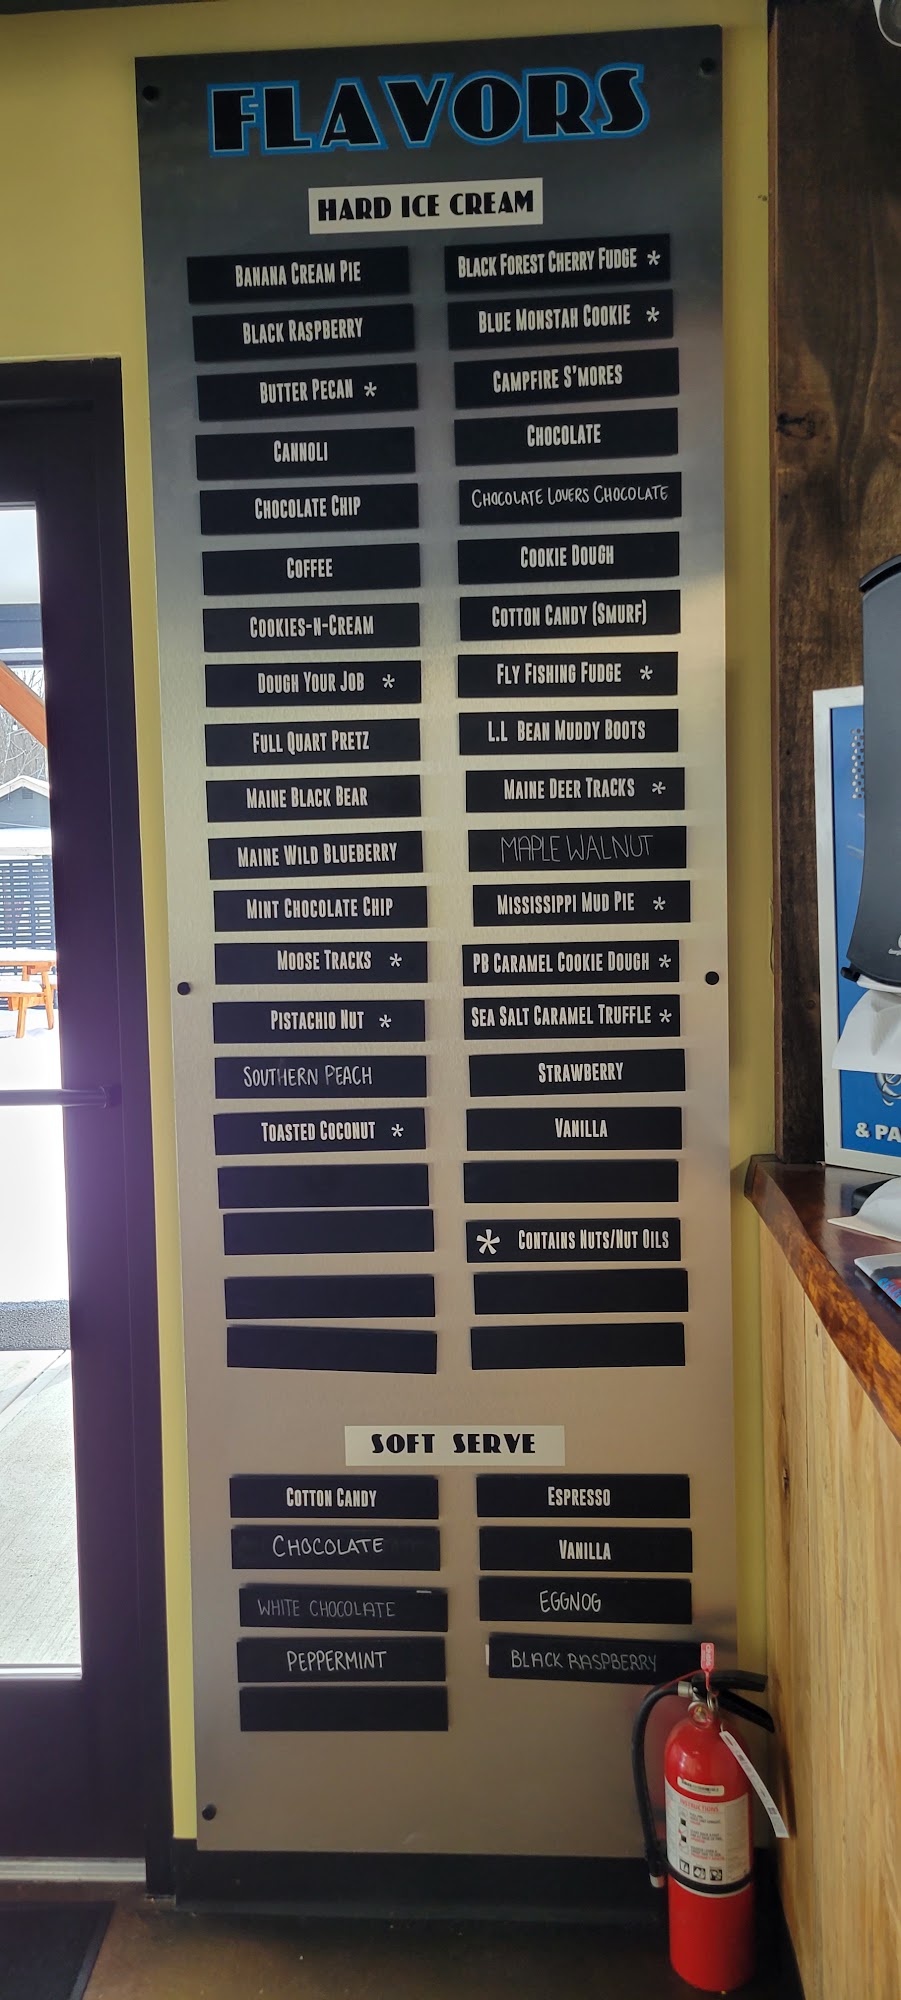 FLAVORS
HARD ICE CREAM
BANANA CREAM PIE
BLACK RASPBERRY
BUTTER PECAN *
CANNOLI
CHOCOLATE CHIP
COFFEE
COOKIES-N-CREAM
DOUGH YOUR JOB *
FULL QUART PRETZ
MAINE BLACK BEAR
MAINE WILD BLUEBERRY
MINT CHOCOLATE CHIP
MOOSE TRACKS *
PISTACHIO NUT *
SOUTHERN PEACH
TOASTED COCONUT *
BLACK FOREST CHERRY FUDGE *
BLUE MONSTAH COOKIE *
CAMPFIRE S'MORES
CHOCOLATE
CHOCOLATE LOVERS CHOCOLATE
COOKIE DOUGH
COTTON CANDY (SMURF)
FLY FISHING FUDGE *
L.L BEAN MUDDY BOOTS
MAINE DEER TRACKS *
MAPLE WALNUT
MISSISSIPPI MUD PIE *
PB CARAMEL COOKIE DOUGH *
SEA SALT CARAMEL TRUFFLE *
STRAWBERRY
VANILLA
* CONTAINS NUTS/NUT OILS
SOFT SERVE
COTTON CANDY
CHOCOLATE
WHITE CHOCOLATE
PEPPERMINT
ESPRESSO
VANILLA
EGGNOG
BLACK RASPBERRY
& PA
INSTRUCTIONS